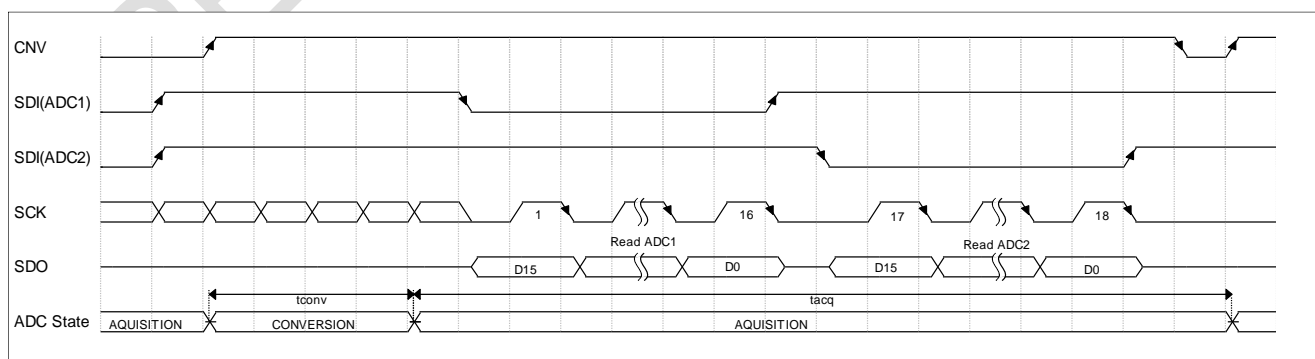 CNV
SDI(ADC1)
SDI(ADC2)
SCK 1 16 17 18
Read ADC1 Read ADC2
SDO D15 D0 D15 D0
tconv tacq
ADC State AQUISITION CONVERSION AQUISITION